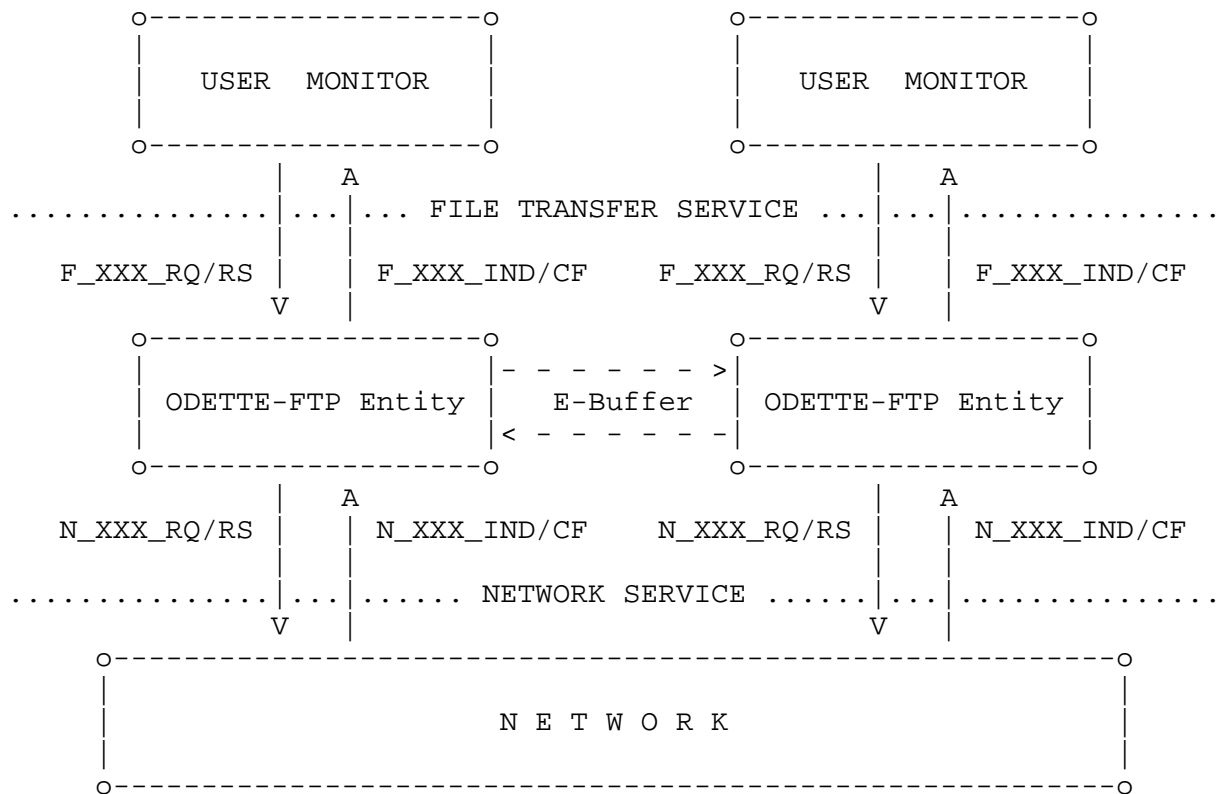 USER MONITOR USER MONITOR
FILE TRANSFER SERVICE
F_XXX_RQ/RS F_XXX_IND/CF F_XXX_RQ/RS F_XXX_IND/CF
ODETTE-FTP Entity E-Buffer ODETTE-FTP Entity
N_XXX_RQ/RS N_XXX_IND/CF N_XXX_RQ/RS N_XXX_IND/CF
NETWORK SERVICE
N E T W O R K